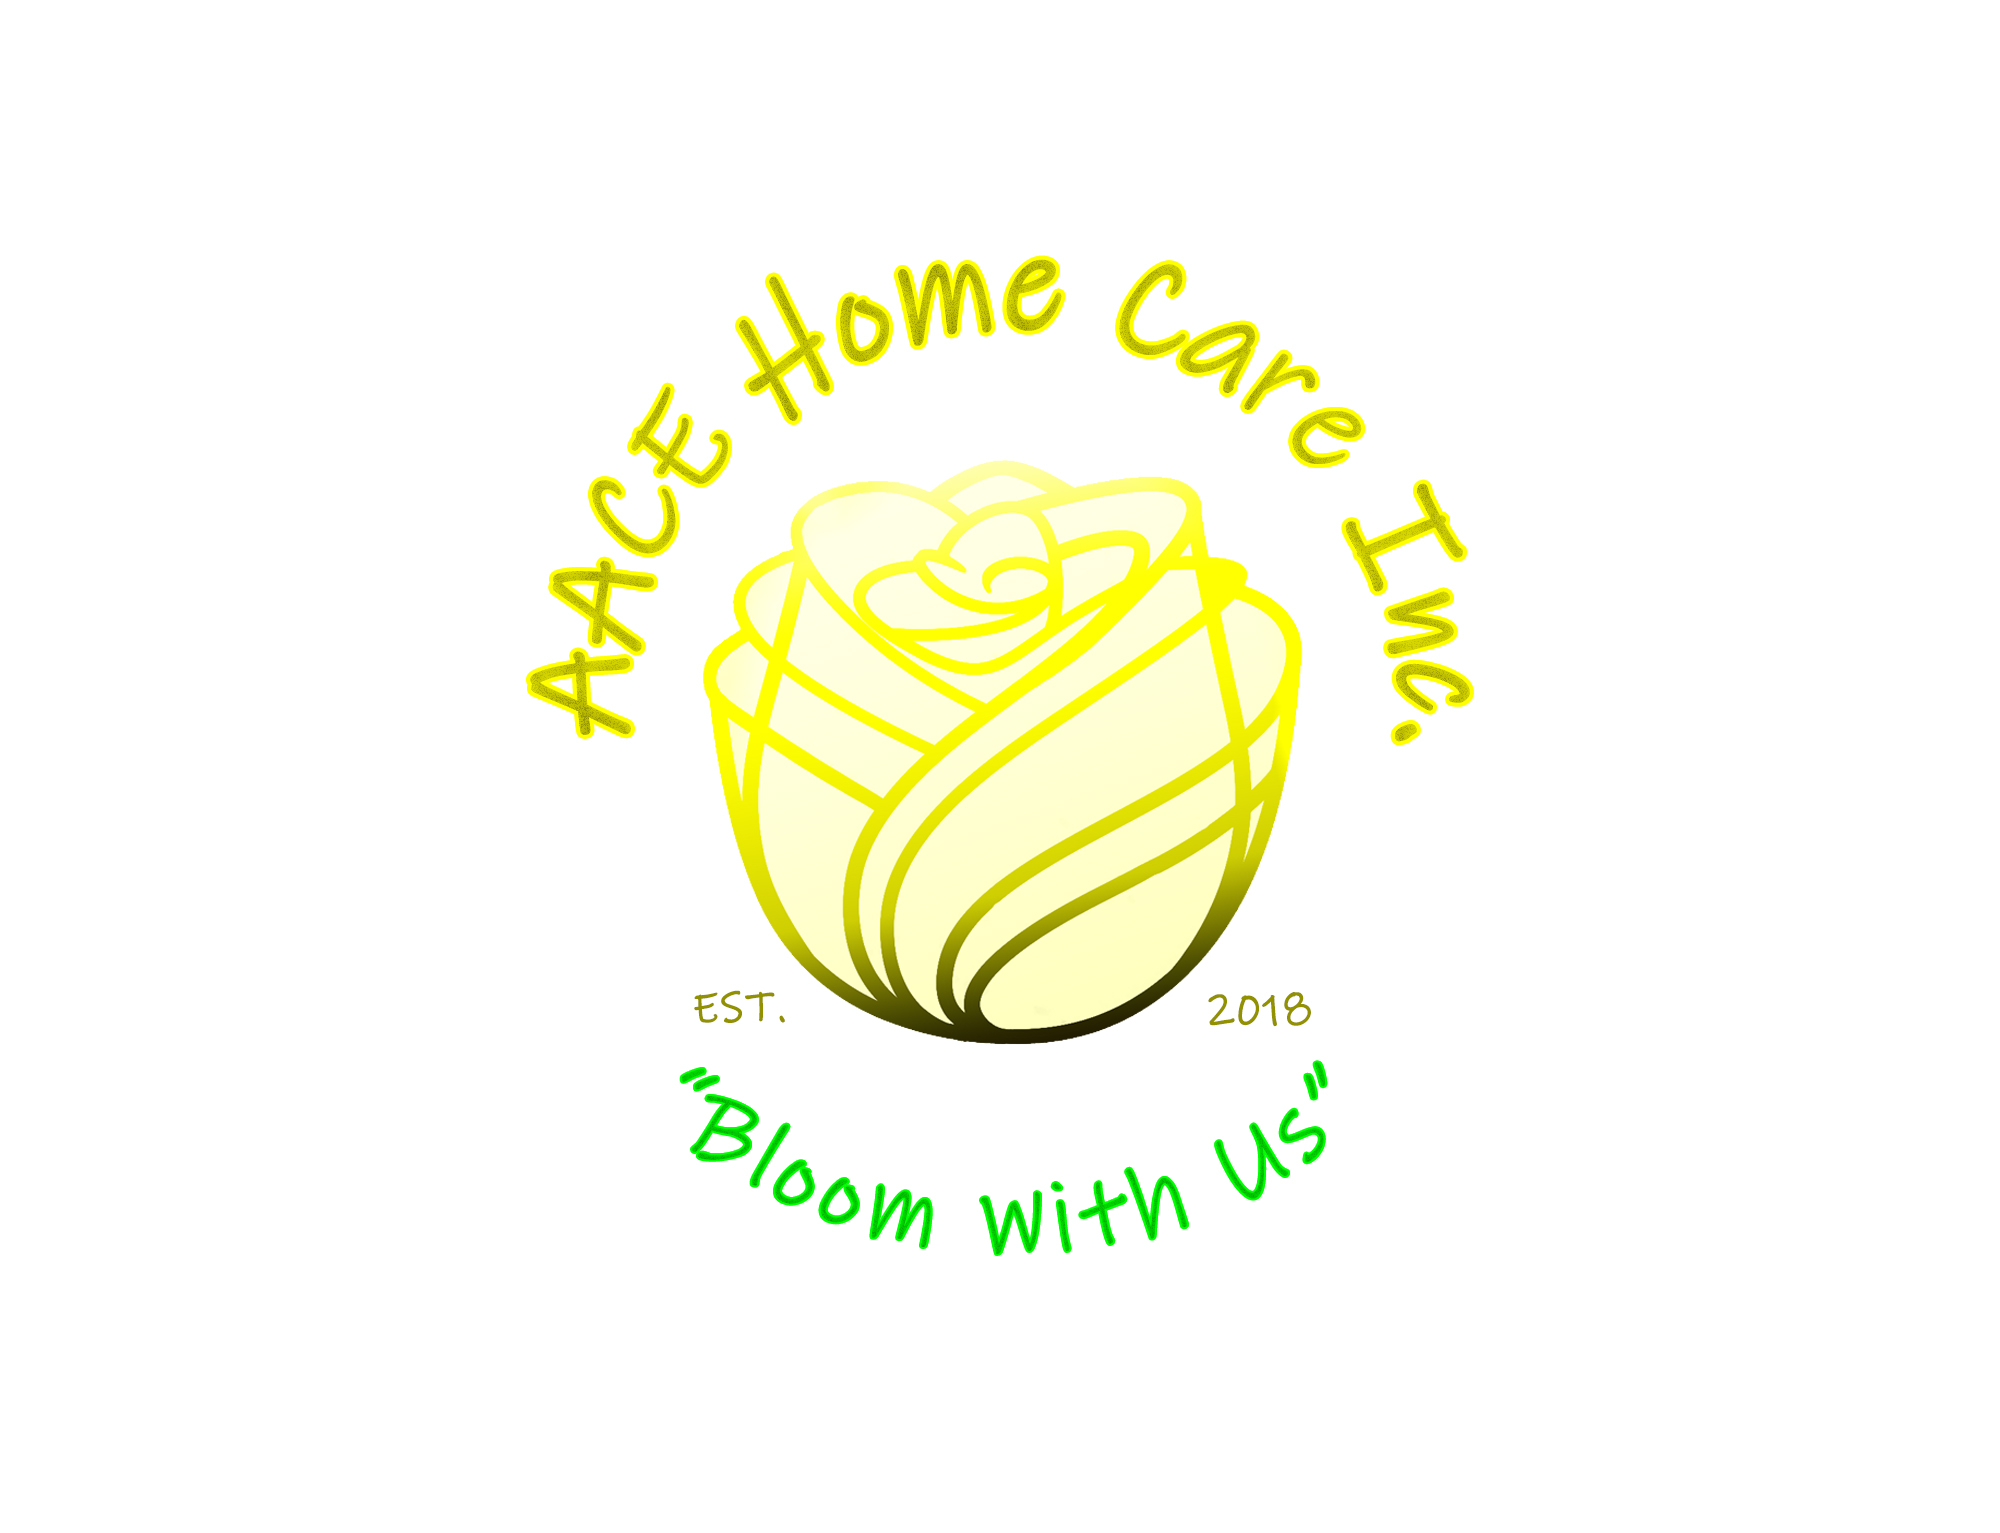 AACE Home Care Inc.
EST. 2018
"Bloom with Us"